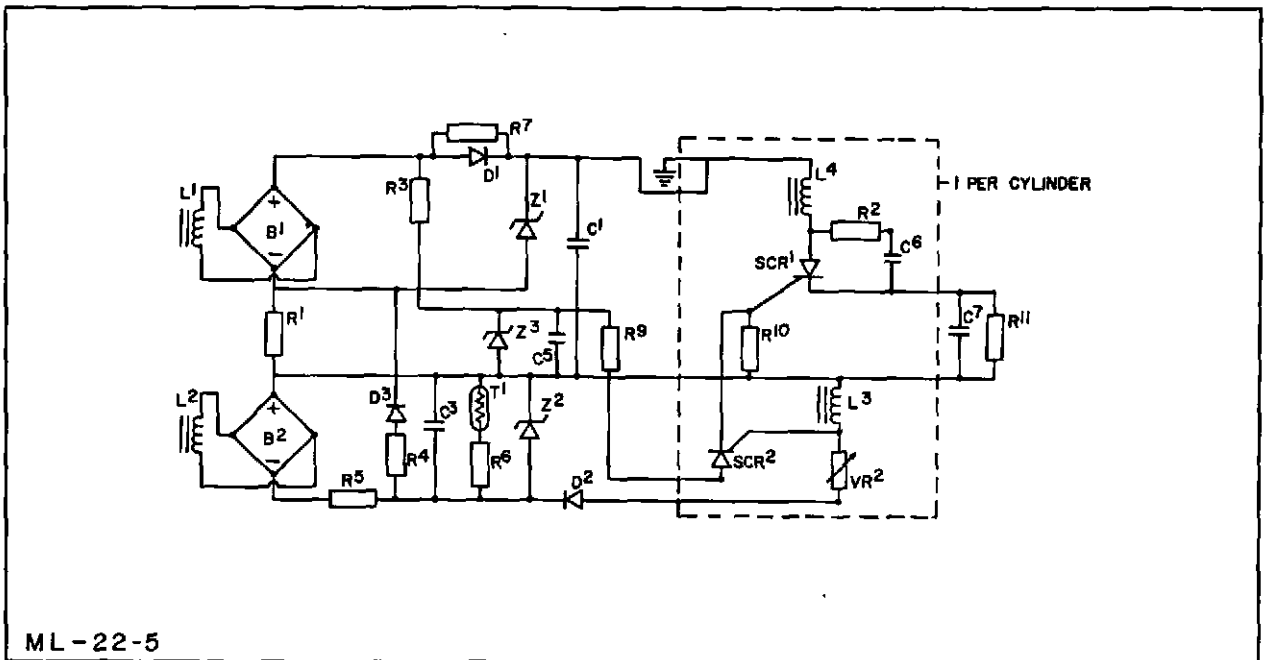 R7
D1
L4
1 PER CYLINDER
L1
R3
Z1
R2
B1
C1
C6
SCR1
R1
Z3
C5
R9
R10
C7
R11
L2
D3
C3
T1
Z2
L3
B2
R4
R6
SCR2
VR2
R5
D2
ML-22-5